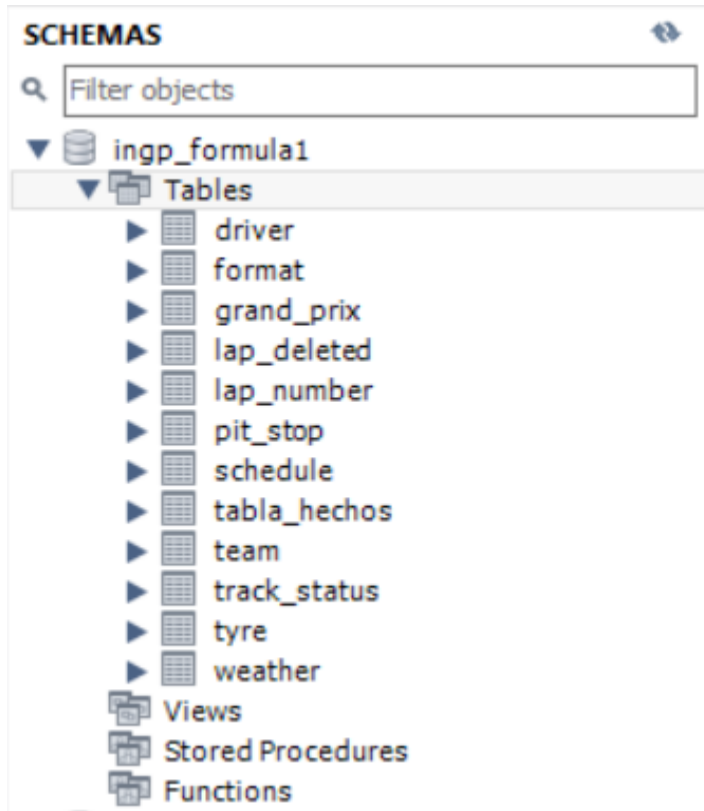 SCHEMAS
Filter objects
ingp_formula1
Tables
driver
format
grand_prix
lap_deleted
lap_number
pit_stop
schedule
tabla_hechos
team
track_status
tyre
weather
Views
Stored Procedures
Functions